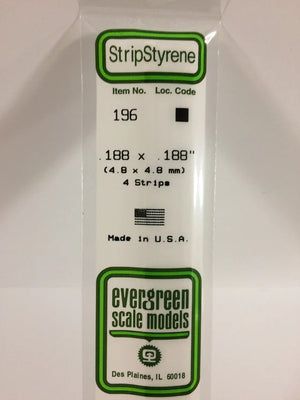 StripStyrene
Item No. Loc. Code
196
.188 x .188"
(4.8 x 4.8 mm)
4 Strips
Made in U.S.A.
evergreen
scale models
Des Plaines, IL 60018